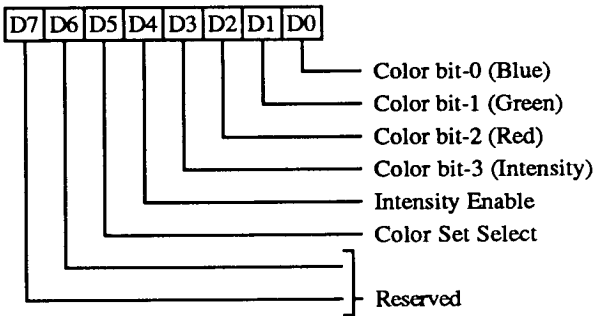 D7 D6 D5 D4 D3 D2 D1 D0
Color bit-0 (Blue)
Color bit-1 (Green)
Color bit-2 (Red)
Color bit-3 (Intensity)
Intensity Enable
Color Set Select
Reserved